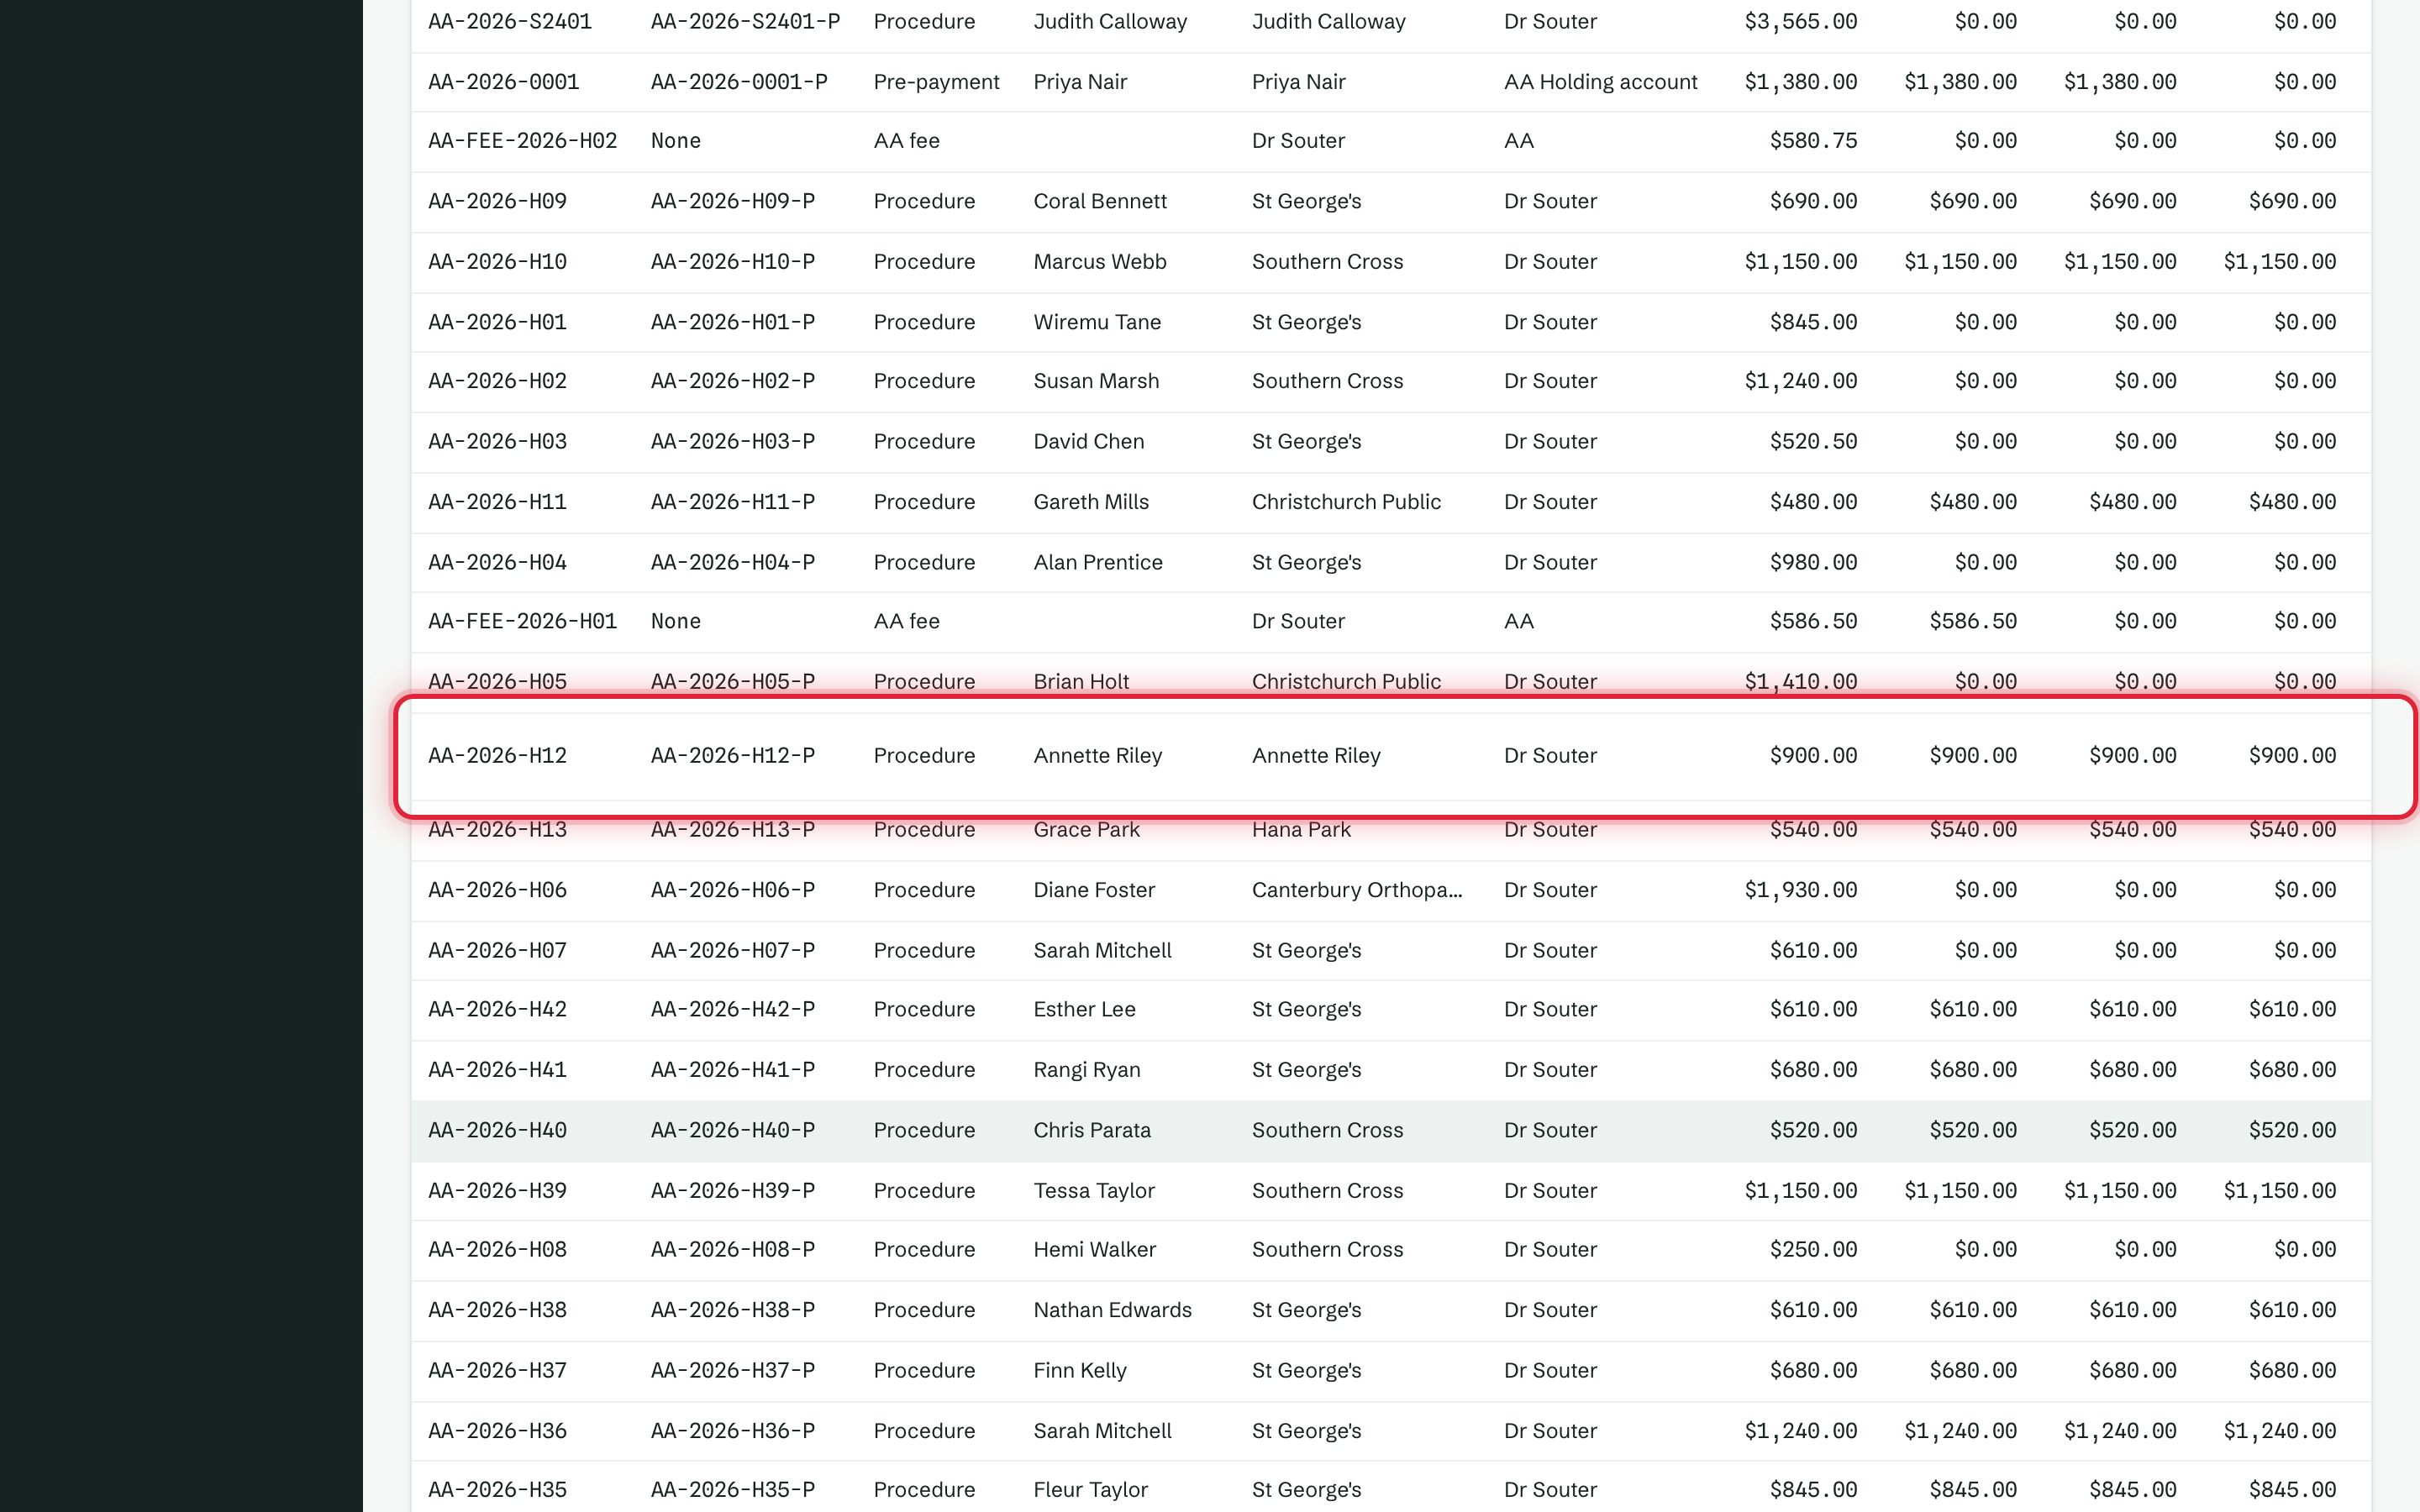 AA-2026-S2401 AA-2026-S2401-P Procedure Judith Calloway Judith Calloway Dr Souter $3,565.00 $0.00 $0.00 $0.00
AA-2026-0001 AA-2026-0001-P Pre-payment Priya Nair Priya Nair AA Holding account $1,380.00 $1,380.00 $1,380.00 $0.00
AA-FEE-2026-H02 None AA fee Dr Souter AA $580.75 $0.00 $0.00 $0.00
AA-2026-H09 AA-2026-H09-P Procedure Coral Bennett St George's Dr Souter $690.00 $690.00 $690.00 $690.00
AA-2026-H10 AA-2026-H10-P Procedure Marcus Webb Southern Cross Dr Souter $1,150.00 $1,150.00 $1,150.00 $1,150.00
AA-2026-H01 AA-2026-H01-P Procedure Wiremu Tane St George's Dr Souter $845.00 $0.00 $0.00 $0.00
AA-2026-H02 AA-2026-H02-P Procedure Susan Marsh Southern Cross Dr Souter $1,240.00 $0.00 $0.00 $0.00
AA-2026-H03 AA-2026-H03-P Procedure David Chen St George's Dr Souter $520.50 $0.00 $0.00 $0.00
AA-2026-H11 AA-2026-H11-P Procedure Gareth Mills Christchurch Public Dr Souter $480.00 $480.00 $480.00 $480.00
AA-2026-H04 AA-2026-H04-P Procedure Alan Prentice St George's Dr Souter $980.00 $0.00 $0.00 $0.00
AA-FEE-2026-H01 None AA fee Dr Souter AA $586.50 $586.50 $0.00 $0.00
AA-2026-H05 AA-2026-H05-P Procedure Brian Holt Christchurch Public Dr Souter $1,410.00 $0.00 $0.00 $0.00
AA-2026-H12 AA-2026-H12-P Procedure Annette Riley Annette Riley Dr Souter $900.00 $900.00 $900.00 $900.00
AA-2026-H13 AA-2026-H13-P Procedure Grace Park Hana Park Dr Souter $540.00 $540.00 $540.00 $540.00
AA-2026-H06 AA-2026-H06-P Procedure Diane Foster Canterbury Orthopa... Dr Souter $1,930.00 $0.00 $0.00 $0.00
AA-2026-H07 AA-2026-H07-P Procedure Sarah Mitchell St George's Dr Souter $610.00 $0.00 $0.00 $0.00
AA-2026-H42 AA-2026-H42-P Procedure Esther Lee St George's Dr Souter $610.00 $610.00 $610.00 $610.00
AA-2026-H41 AA-2026-H41-P Procedure Rangi Ryan St George's Dr Souter $680.00 $680.00 $680.00 $680.00
AA-2026-H40 AA-2026-H40-P Procedure Chris Parata Southern Cross Dr Souter $520.00 $520.00 $520.00 $520.00
AA-2026-H39 AA-2026-H39-P Procedure Tessa Taylor Southern Cross Dr Souter $1,150.00 $1,150.00 $1,150.00 $1,150.00
AA-2026-H08 AA-2026-H08-P Procedure Hemi Walker Southern Cross Dr Souter $250.00 $0.00 $0.00 $0.00
AA-2026-H38 AA-2026-H38-P Procedure Nathan Edwards St George's Dr Souter $610.00 $610.00 $610.00 $610.00
AA-2026-H37 AA-2026-H37-P Procedure Finn Kelly St George's Dr Souter $680.00 $680.00 $680.00 $680.00
AA-2026-H36 AA-2026-H36-P Procedure Sarah Mitchell St George's Dr Souter $1,240.00 $1,240.00 $1,240.00 $1,240.00
AA-2026-H35 AA-2026-H35-P Procedure Fleur Taylor St George's Dr Souter $845.00 $845.00 $845.00 $845.00